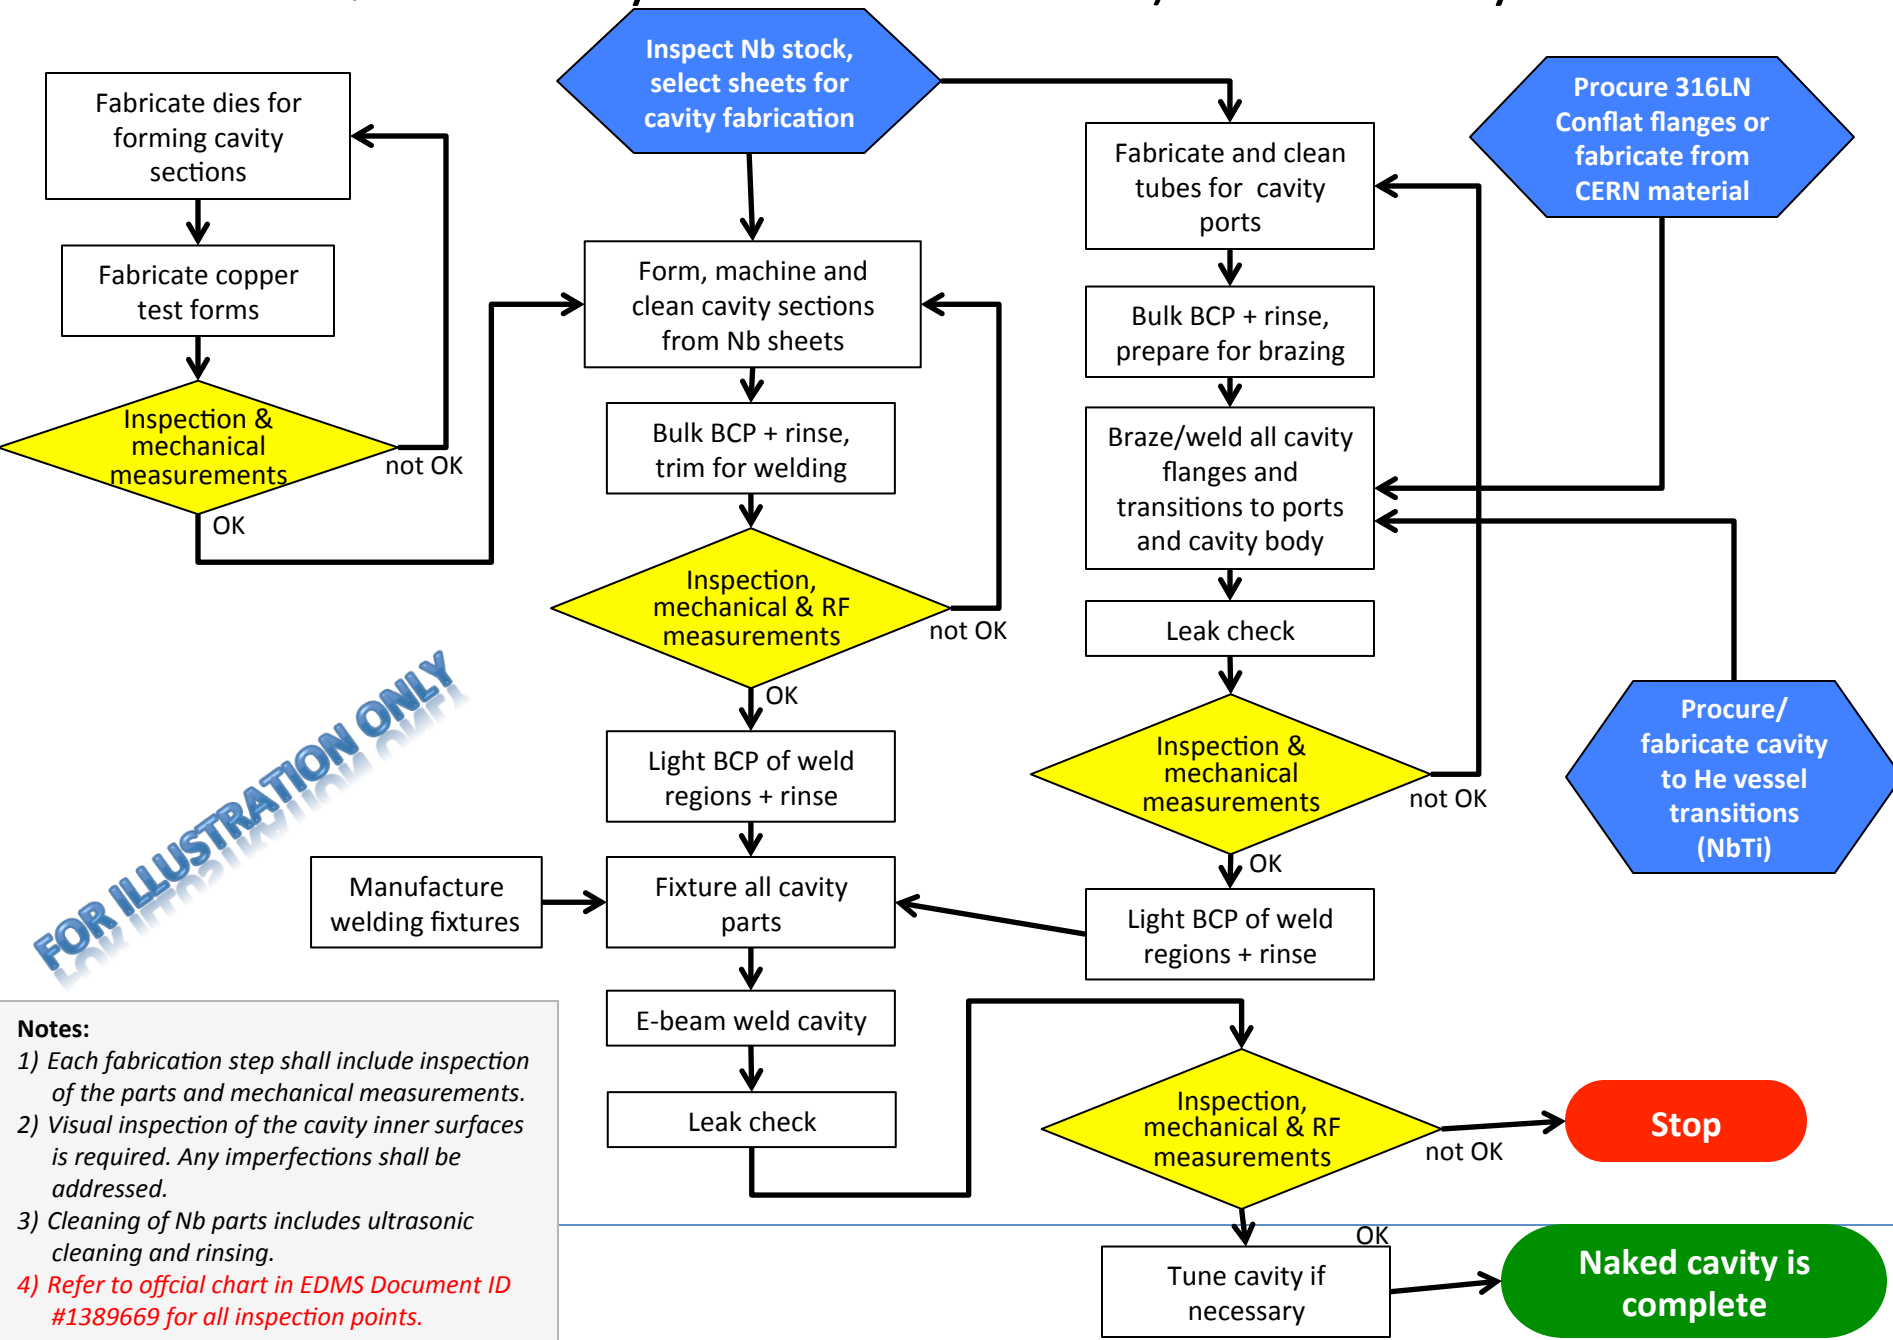 Inspect Nb stock,
select sheets for
cavity fabrication
Procure 316LN
Conflat flanges or
fabricate from
CERN material
Fabricate dies for
forming cavity
sections
Fabricate copper
test forms
Inspection &
mechanical
measurements
not OK
OK
Form, machine and
clean cavity sections
from Nb sheets
Bulk BCP + rinse,
trim for welding
Inspection,
mechanical & RF
measurements
not OK
OK
Light BCP of weld
regions + rinse
Manufacture
welding fixtures
Fixture all cavity
parts
E-beam weld cavity
Leak check
Fabricate and clean
tubes for cavity
ports
Bulk BCP + rinse,
prepare for brazing
Braze/weld all cavity
flanges and
transitions to ports
and cavity body
Leak check
Inspection &
mechanical
measurements
not OK
OK
Light BCP of weld
regions + rinse
Procure/
fabricate cavity
to He vessel
transitions
(NbTi)
Inspection,
mechanical & RF
measurements
not OK
Stop
OK
Tune cavity if
necessary
Naked cavity is
complete
FOR ILLUSTRATION ONLY
Notes:
1) Each fabrication step shall include inspection
of the parts and mechanical measurements.
2) Visual inspection of the cavity inner surfaces
is required. Any imperfections shall be
addressed.
3) Cleaning of Nb parts includes ultrasonic
cleaning and rinsing.
4) Refer to offcial chart in EDMS Document ID
#1389669 for all inspection points.